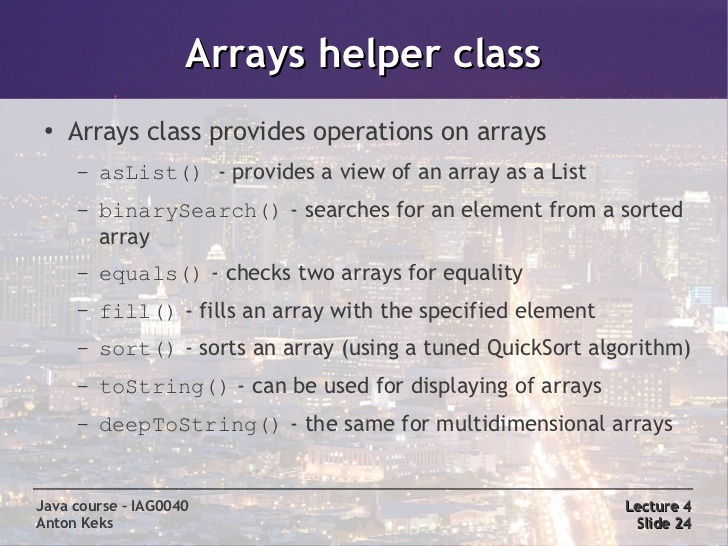 Arrays helper class
• Arrays class provides operations on arrays
– asList() - provides a view of an array as a List
– binarySearch() - searches for an element from a sorted
array
– equals() - checks two arrays for equality
– fill() - fills an array with the specified element
– sort() - sorts an array (using a tuned QuickSort algorithm)
– toString() - can be used for displaying of arrays
– deepToString() - the same for multidimensional arrays
Java course – IAG0040
Anton Keks
Lecture 4
Slide 24